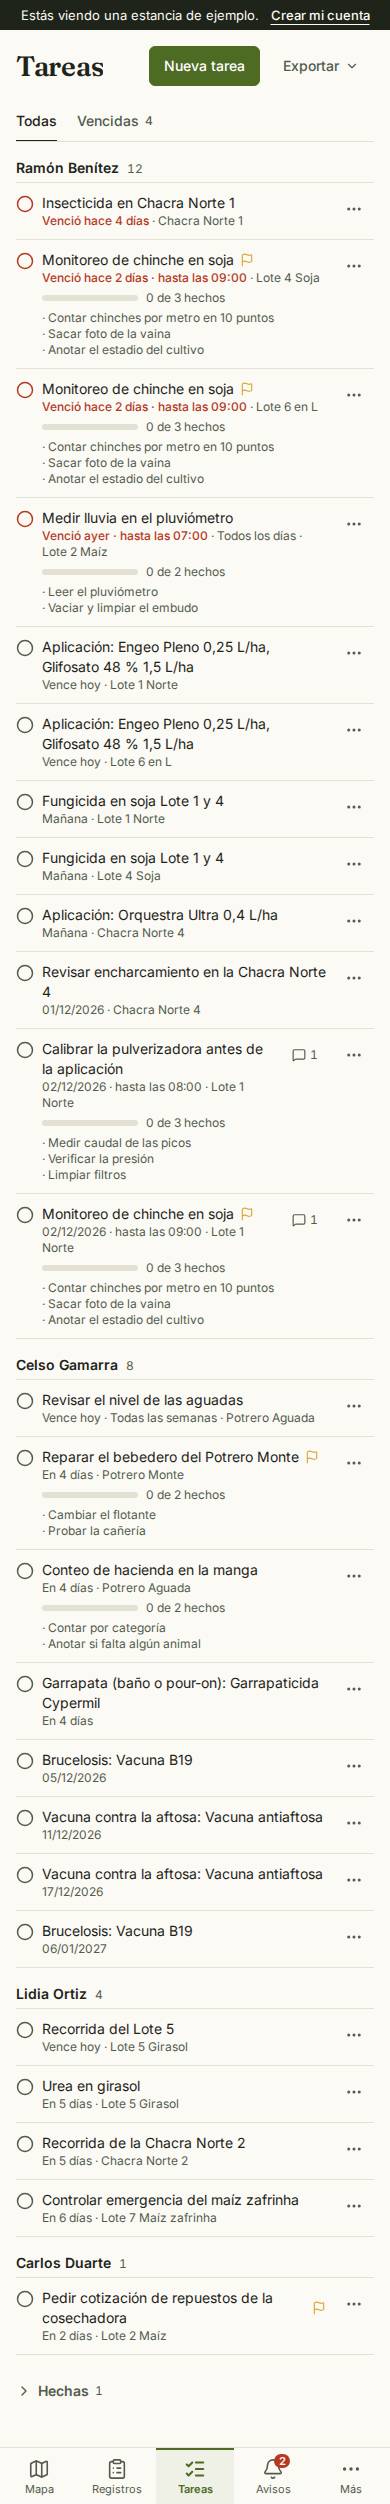 Estás viendo una estancia de ejemplo. Crear mi cuenta
Tareas
Nueva tarea
Exportar
Todas
Vencidas 4
Ramón Benítez 12
Insecticida en Chacra Norte 1
Venció hace 4 días · Chacra Norte 1
Monitoreo de chinche en soja
Venció hace 2 días · hasta las 09:00 · Lote 4 Soja
0 de 3 hechos
· Contar chinches por metro en 10 puntos
· Sacar foto de la vaina
· Anotar el estadio del cultivo
Monitoreo de chinche en soja
Venció hace 2 días · hasta las 09:00 · Lote 6 en L
0 de 3 hechos
· Contar chinches por metro en 10 puntos
· Sacar foto de la vaina
· Anotar el estadio del cultivo
Medir lluvia en el pluviómetro
Venció ayer · hasta las 07:00 · Todos los días ·
Lote 2 Maíz
0 de 2 hechos
· Leer el pluviómetro
· Vaciar y limpiar el embudo
Aplicación: Engeo Pleno 0,25 L/ha,
Glifosato 48 % 1,5 L/ha
Vence hoy · Lote 1 Norte
Aplicación: Engeo Pleno 0,25 L/ha,
Glifosato 48 % 1,5 L/ha
Vence hoy · Lote 6 en L
Fungicida en soja Lote 1 y 4
Mañana · Lote 1 Norte
Fungicida en soja Lote 1 y 4
Mañana · Lote 4 Soja
Aplicación: Orquestra Ultra 0,4 L/ha
Mañana · Chacra Norte 4
Revisar encharcamiento en la Chacra Norte
4
01/12/2026 · Chacra Norte 4
Calibrar la pulverizadora antes de
la aplicación
1
02/12/2026 · hasta las 08:00 · Lote 1
Norte
0 de 3 hechos
· Medir caudal de las picos
· Verificar la presión
· Limpiar filtros
Monitoreo de chinche en soja
1
02/12/2026 · hasta las 09:00 · Lote 1
Norte
0 de 3 hechos
· Contar chinches por metro en 10 puntos
· Sacar foto de la vaina
· Anotar el estadio del cultivo
Celso Gamarra 8
Revisar el nivel de las aguadas
Vence hoy · Todas las semanas · Potrero Aguada
Reparar el bebedero del Potrero Monte
En 4 días · Potrero Monte
0 de 2 hechos
· Cambiar el flotante
· Probar la cañería
Conteo de hacienda en la manga
En 4 días · Potrero Aguada
0 de 2 hechos
· Contar por categoría
· Anotar si falta algún animal
Garrapata (baño o pour-on): Garrapaticida
Cypermil
En 4 días
Brucelosis: Vacuna B19
05/12/2026
Vacuna contra la aftosa: Vacuna antiaftosa
11/12/2026
Vacuna contra la aftosa: Vacuna antiaftosa
17/12/2026
Brucelosis: Vacuna B19
06/01/2027
Lidia Ortiz 4
Recorrida del Lote 5
Vence hoy · Lote 5 Girasol
Urea en girasol
En 5 días · Lote 5 Girasol
Recorrida de la Chacra Norte 2
En 5 días · Chacra Norte 2
Controlar emergencia del maíz zafrinha
En 6 días · Lote 7 Maíz zafrinha
Carlos Duarte 1
Pedir cotización de repuestos de la
cosechadora
En 2 días · Lote 2 Maíz
Hechas 1
2
Mapa
Registros
Tareas
Avisos
Más